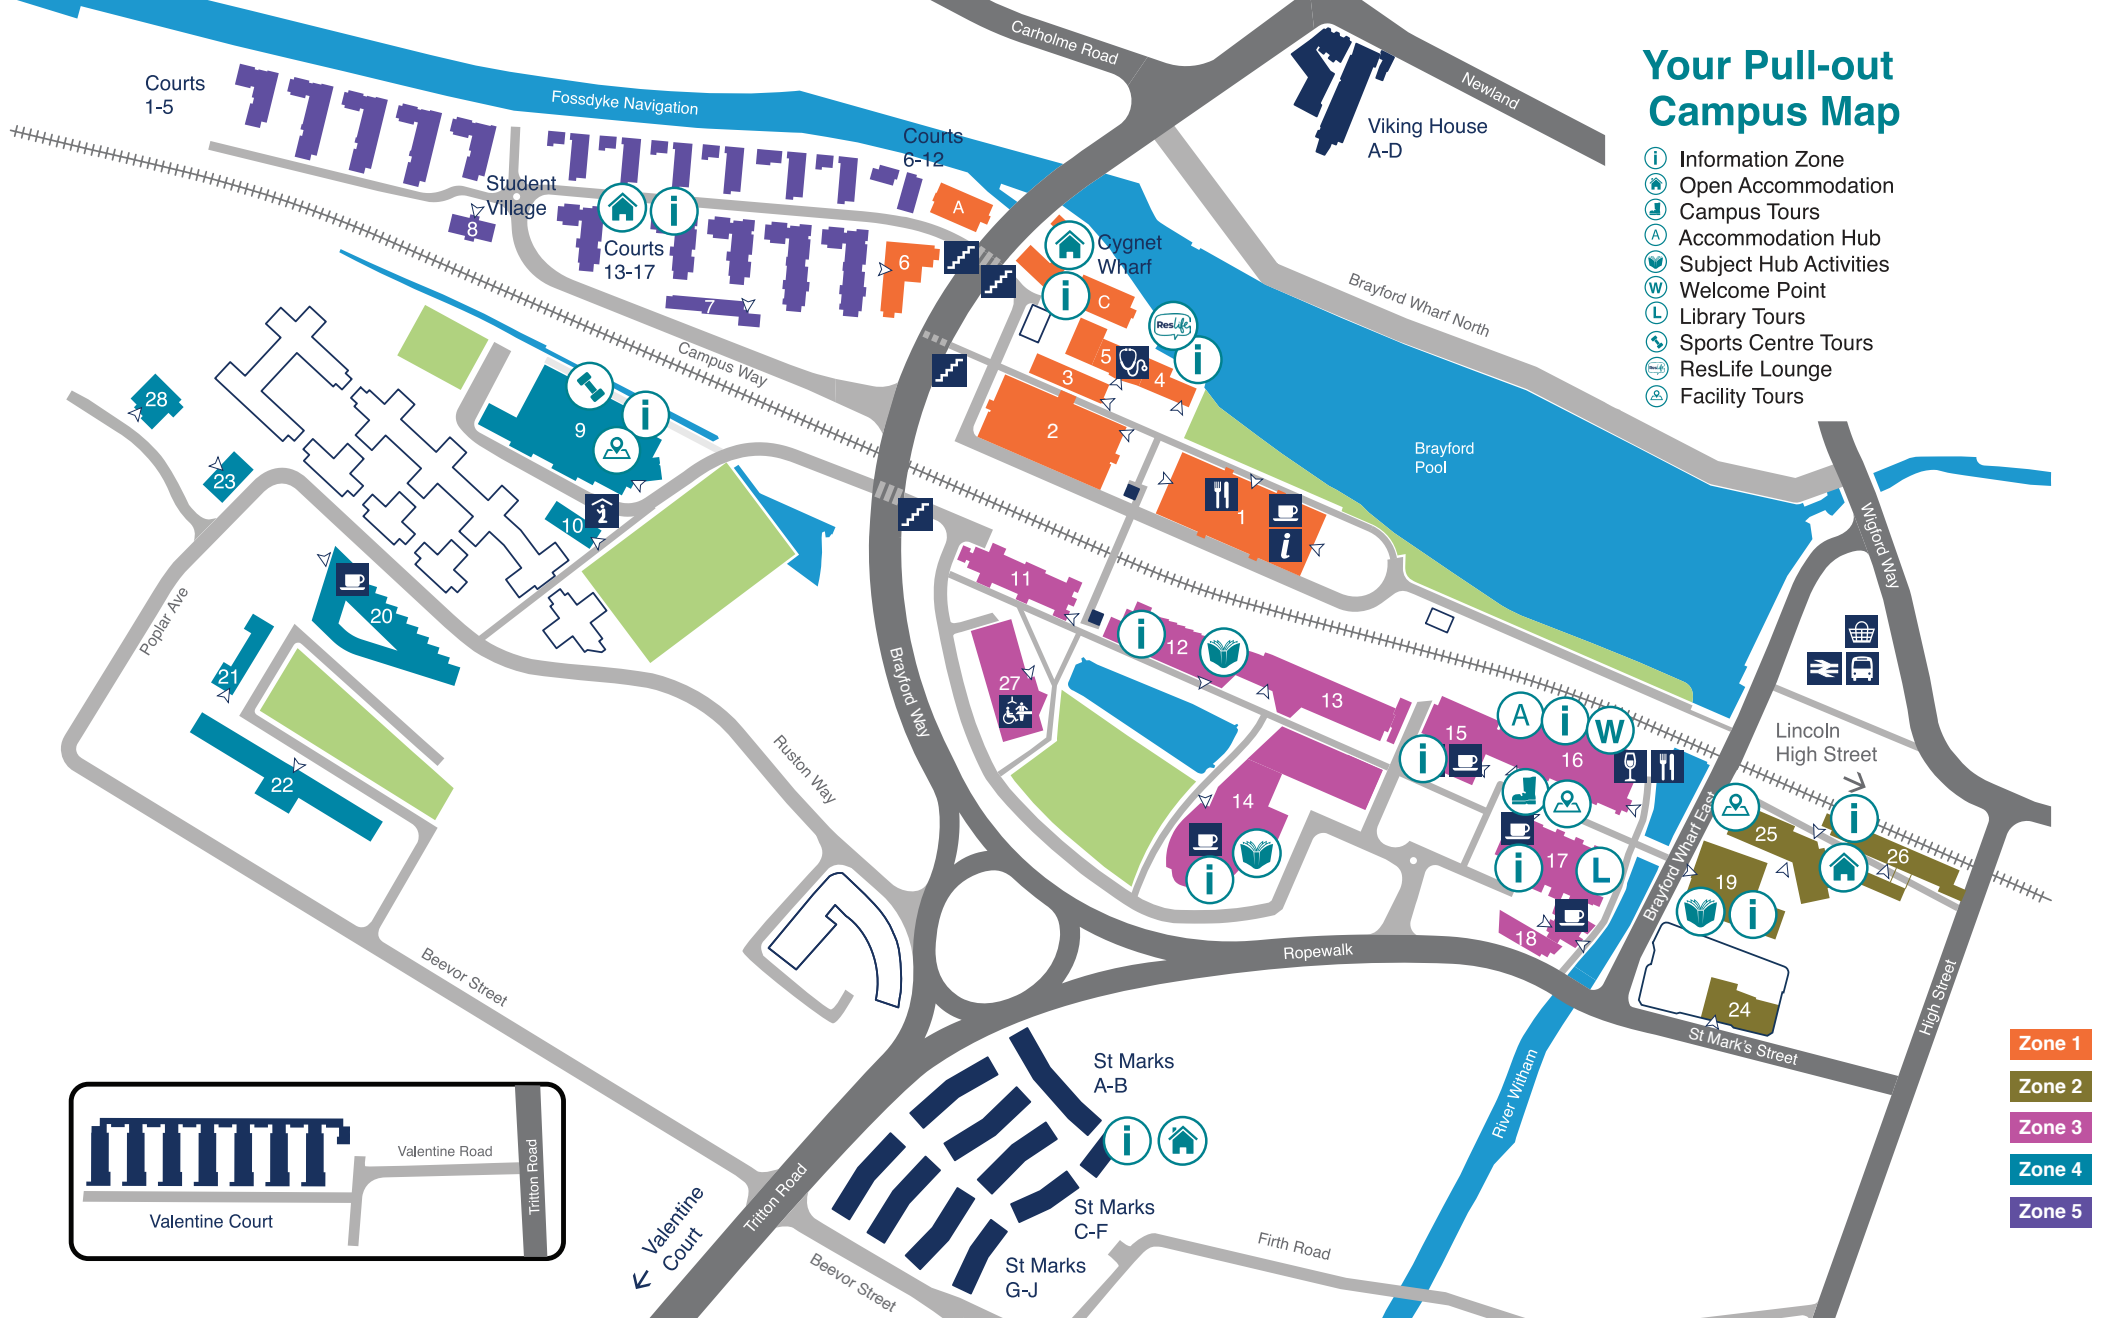 Your Pull-out
Campus Map
i Information Zone
Open Accommodation
Campus Tours
A Accommodation Hub
Subject Hub Activities
W Welcome Point
L Library Tours
Sports Centre Tours
ResLife ResLife Lounge
Facility Tours
Carholme Road
Newland
Viking House
A-D
Courts
1-5
Fossdyke Navigation
Courts
6-12
Student
Village
8
i
Courts
13-17
7
A
6
Cygnet
Wharf
i
C
ResLife
i
5
4
3
2
1
i
Brayford Wharf North
Brayford
Pool
Wigford Way
Campus Way
28
23
9
i
10
i
20
21
22
Poplar Ave
11
27
12
i
13
14
i
15
i
16
A
i
W
17
i
L
18
Brayford Way
Ruston Way
Lincoln
High Street
Brayford Wharf East
25
i
26
19
i
24
Ropewalk
St Mark's Street
High Street
River Witham
Beevor Street
St Marks
A-B
i
St Marks
C-F
St Marks
G-J
Tritton Road
Valentine
Court
Beevor Street
Firth Road
Valentine Road
Tritton Road
Valentine Court
Zone 1
Zone 2
Zone 3
Zone 4
Zone 5